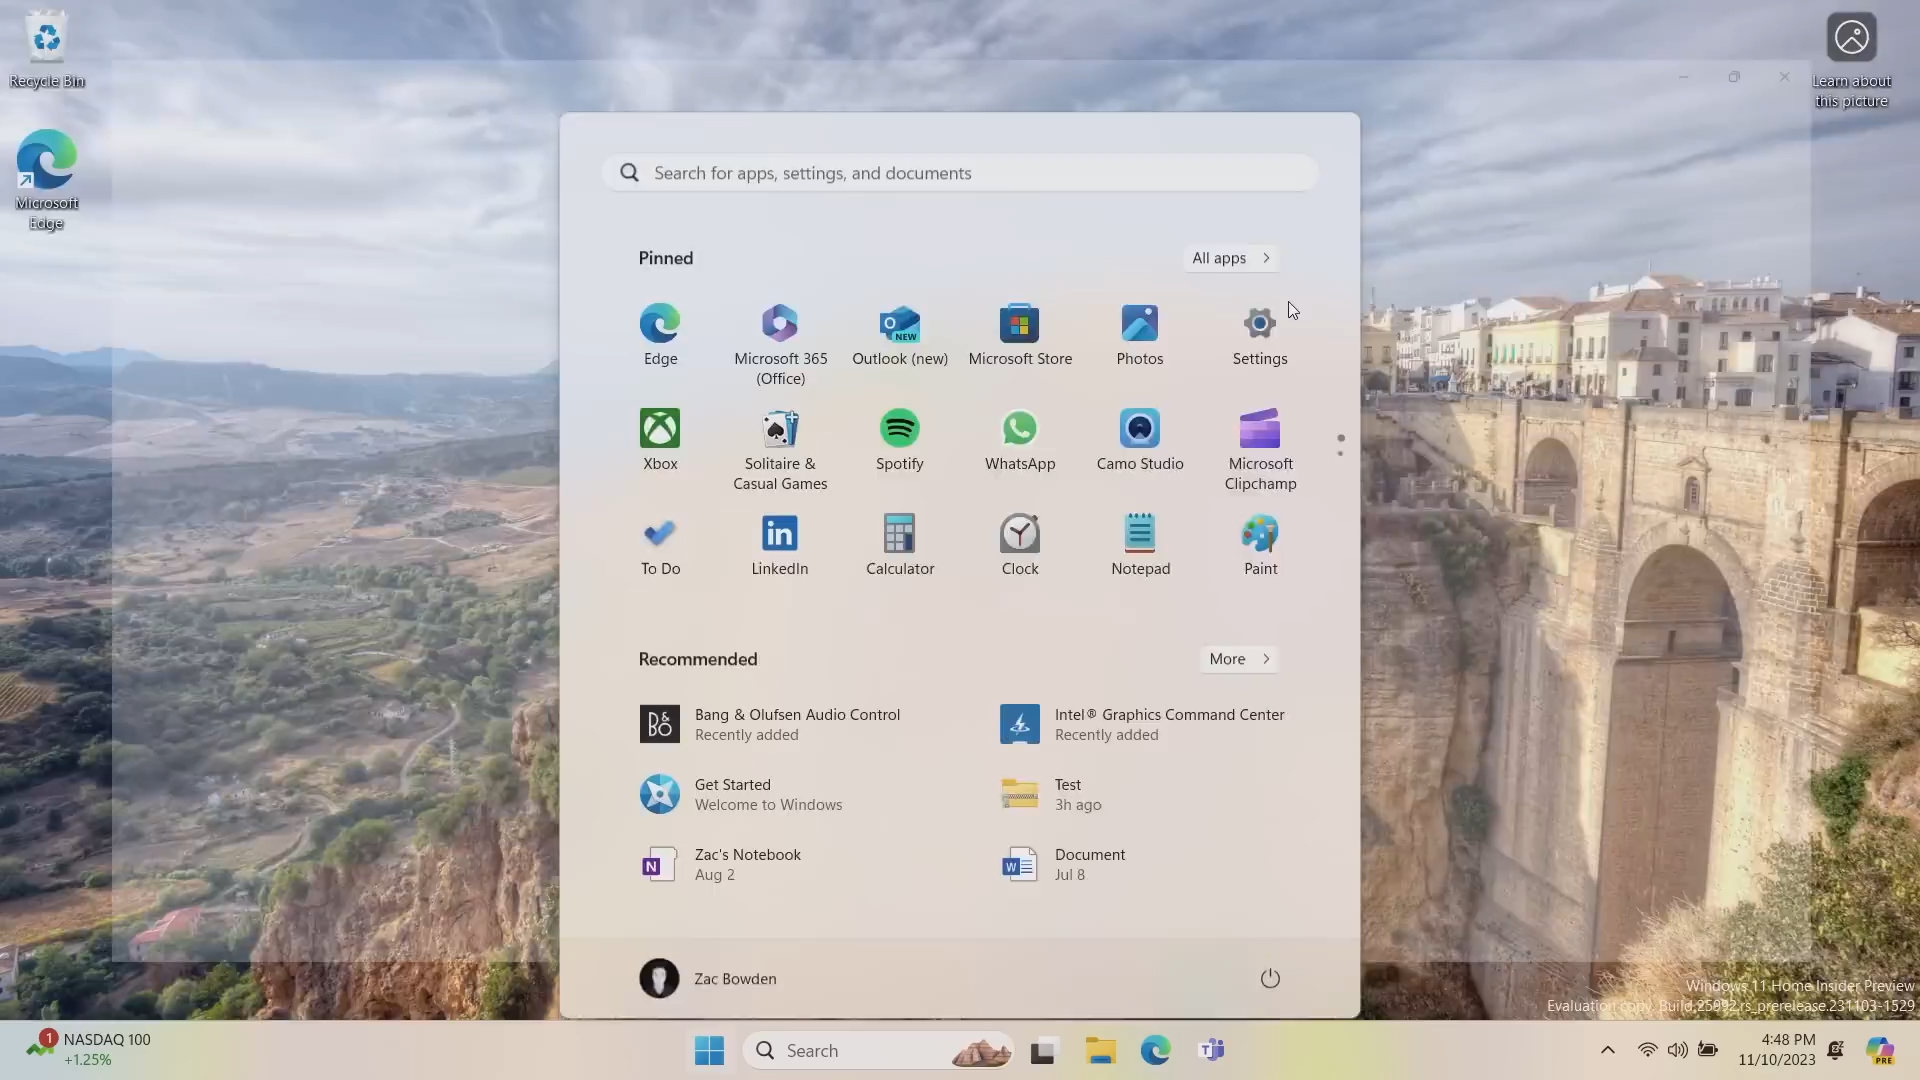 Recycle Bin
Learn about
this picture
Microsoft
Edge
Search for apps, settings, and documents
Pinned
All apps
Edge
Microsoft 365
(Office)
Outlook (new)
NEW
Microsoft Store
Photos
Settings
Xbox
Solitaire &
Casual Games
Spotify
WhatsApp
Camo Studio
Microsoft
Clipchamp
To Do
LinkedIn
Calculator
Clock
Notepad
Paint
Recommended
More
B&O
Bang & Olufsen Audio Control
Recently added
Intel® Graphics Command Center
Recently added
Get Started
Welcome to Windows
Test
3h ago
Zac's Notebook
Aug 2
Document
Jul 8
Zac Bowden
Windows 11 Home Insider Preview
Evaluation copy. Build 25992.rs_prerelease.231103-1529
1
NASDAQ 100
+1.25%
Search
4:48 PM
11/10/2023
PRE